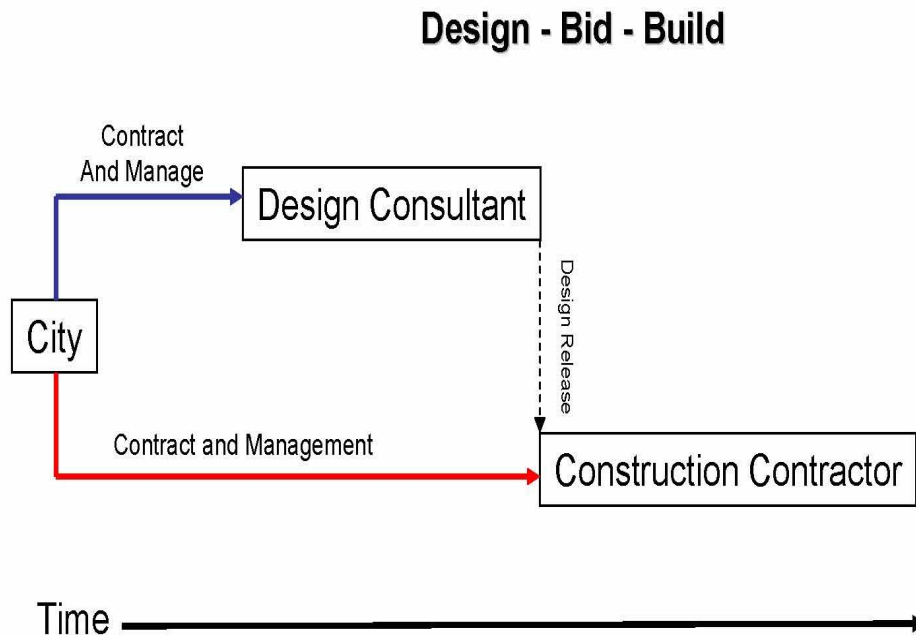 Design - Bid - Build
Contract
And Manage
Design Consultant
Design Release
City
Contract and Management
Construction Contractor
Time